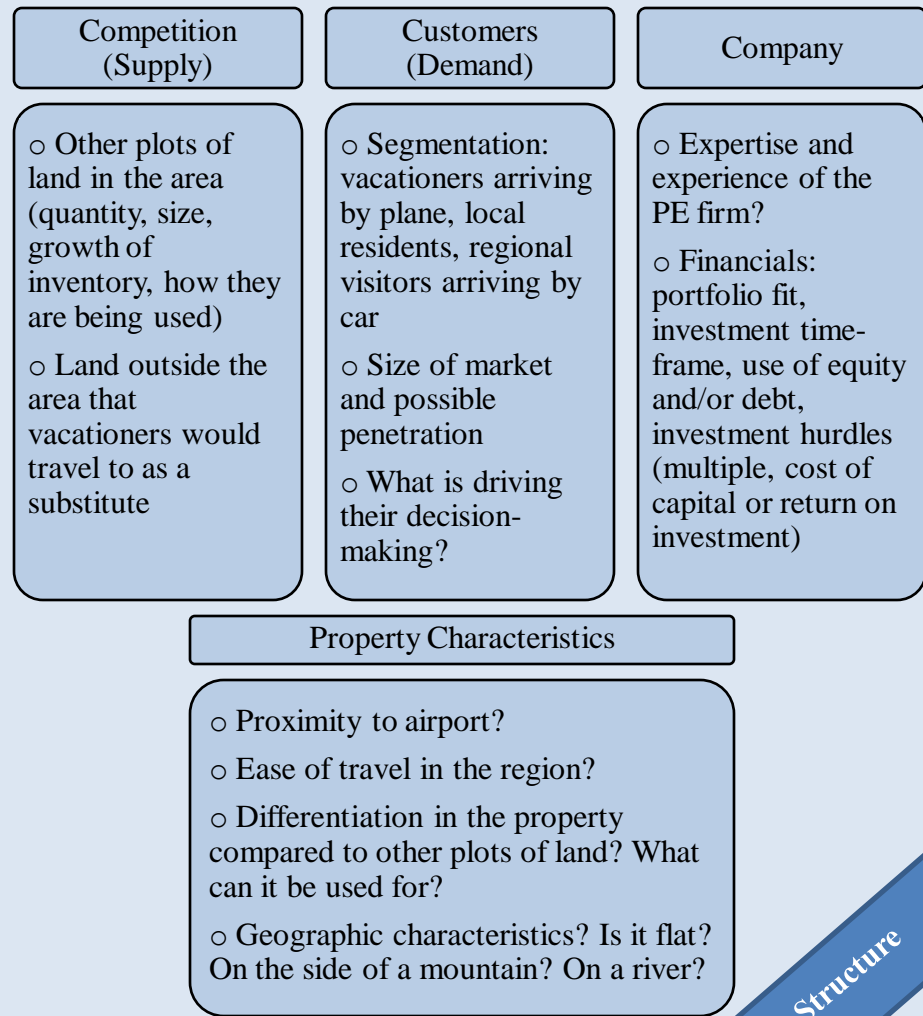 Competition
(Supply)
○ Other plots of
land in the area
(quantity, size,
growth of
inventory, how they
are being used)
○ Land outside the
area that
vacationers would
travel to as a
substitute
Customers
(Demand)
○ Segmentation:
vacationers arriving
by plane, local
residents, regional
visitors arriving by
car
○ Size of market
and possible
penetration
○ What is driving
their decision-
making?
Company
○ Expertise and
experience of the
PE firm?
○ Financials:
portfolio fit,
investment time-
frame, use of equity
and/or debt,
investment hurdles
(multiple, cost of
capital or return on
investment)
Property Characteristics
○ Proximity to airport?
○ Ease of travel in the region?
○ Differentiation in the property
compared to other plots of land? What
can it be used for?
○ Geographic characteristics? Is it flat?
On the side of a mountain? On a river?
Structure